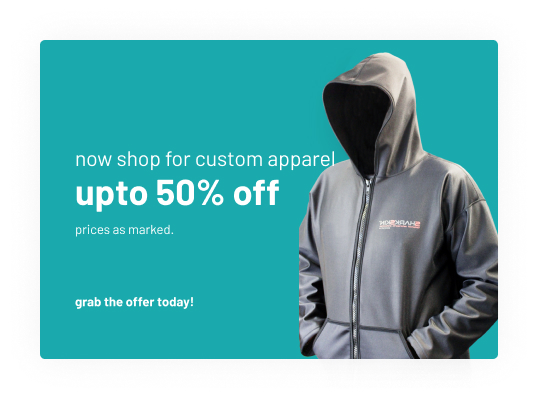 now shop for custom apparel
upto 50% off
prices as marked.
grab the offer today!